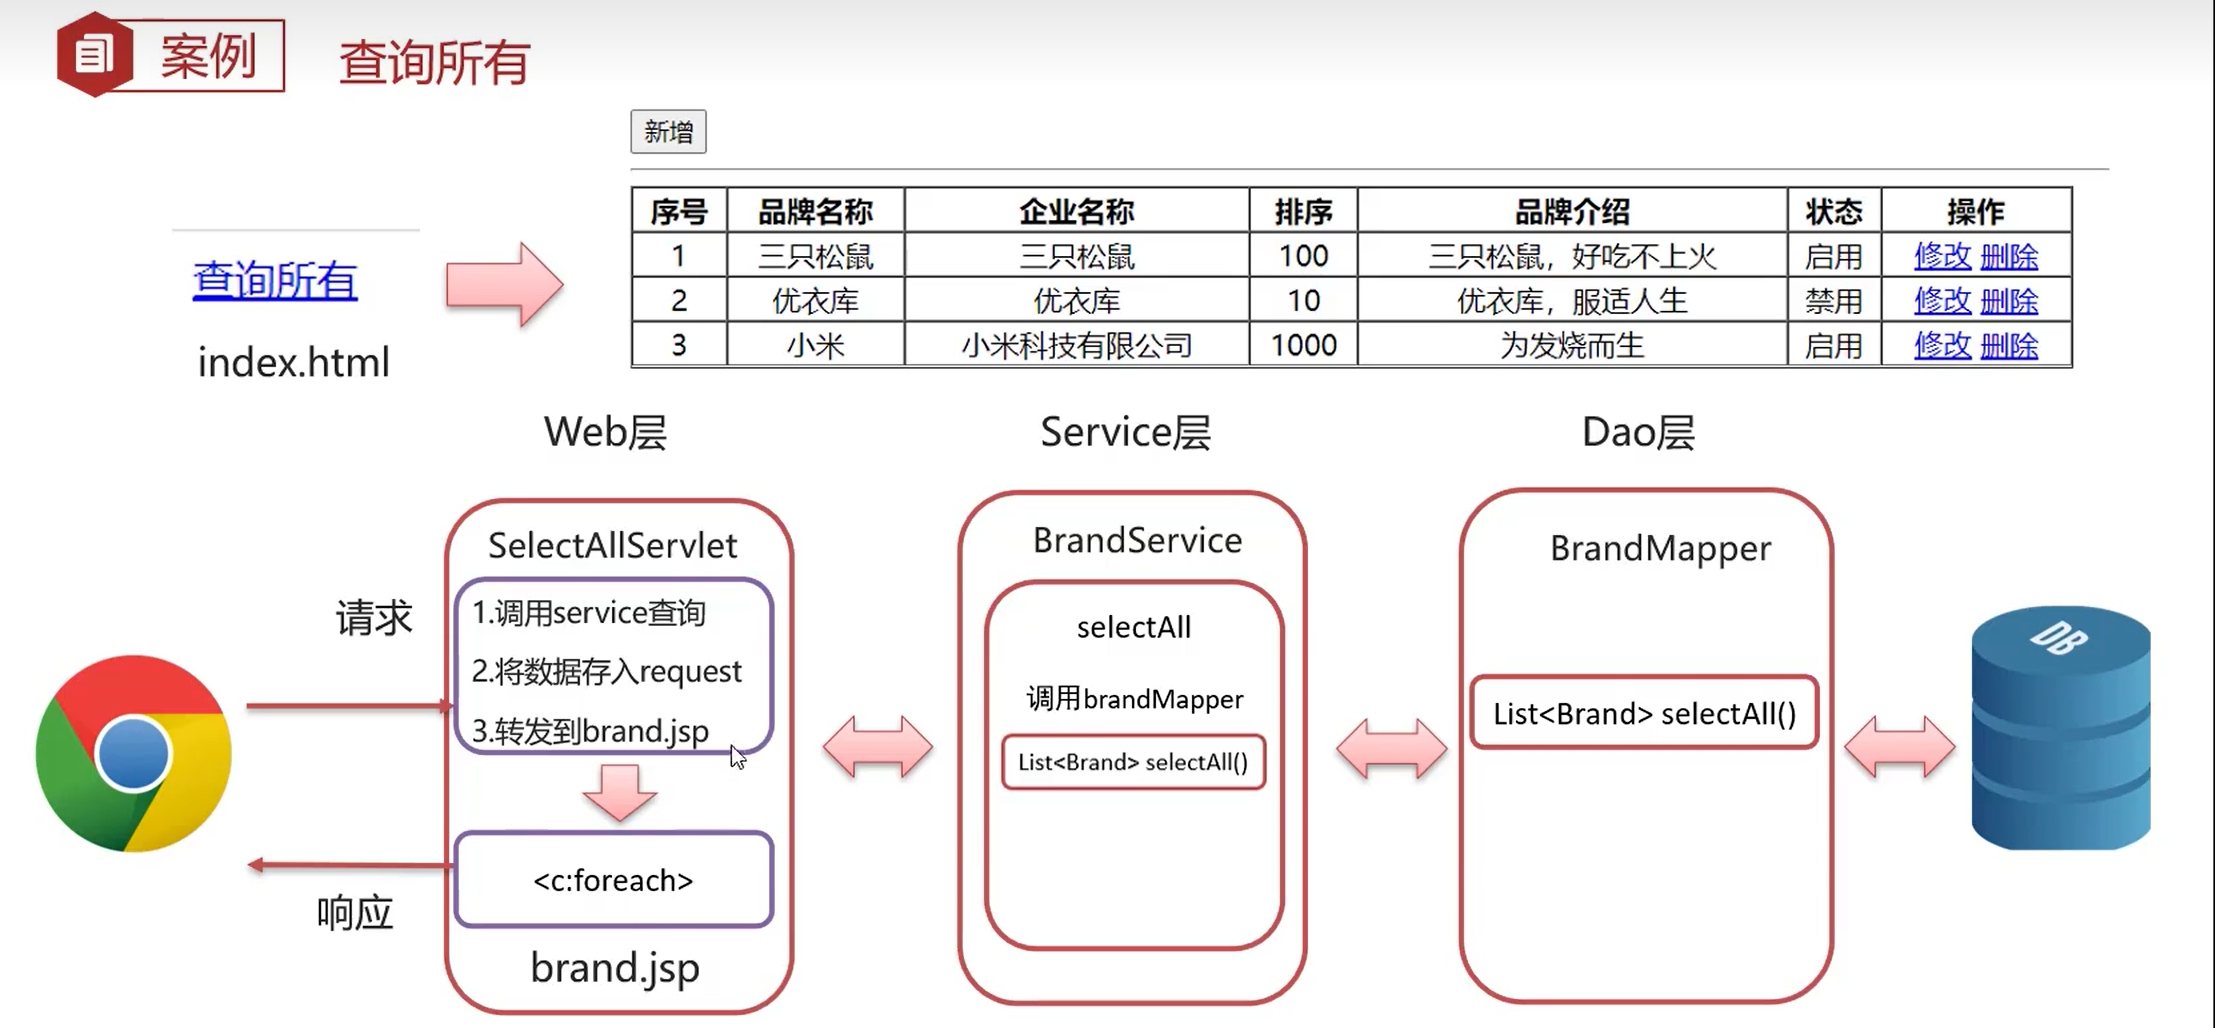 案例
查询所有
新增
序号 品牌名称 企业名称 排序 品牌介绍 状态 操作
1 三只松鼠 三只松鼠 100 三只松鼠，好吃不上火 启用 修改 删除
2 优衣库 优衣库 10 优衣库，服适人生 禁用 修改 删除
3 小米 小米科技有限公司 1000 为发烧而生 启用 修改 删除
查询所有
index.html
Web层
Service层
Dao层
请求
SelectAllServlet
1.调用service查询
2.将数据存入request
3.转发到brand.jsp
<c:foreach>
brand.jsp
响应
BrandService
selectAll
调用brandMapper
List<Brand> selectAll()
BrandMapper
List<Brand> selectAll()
DB